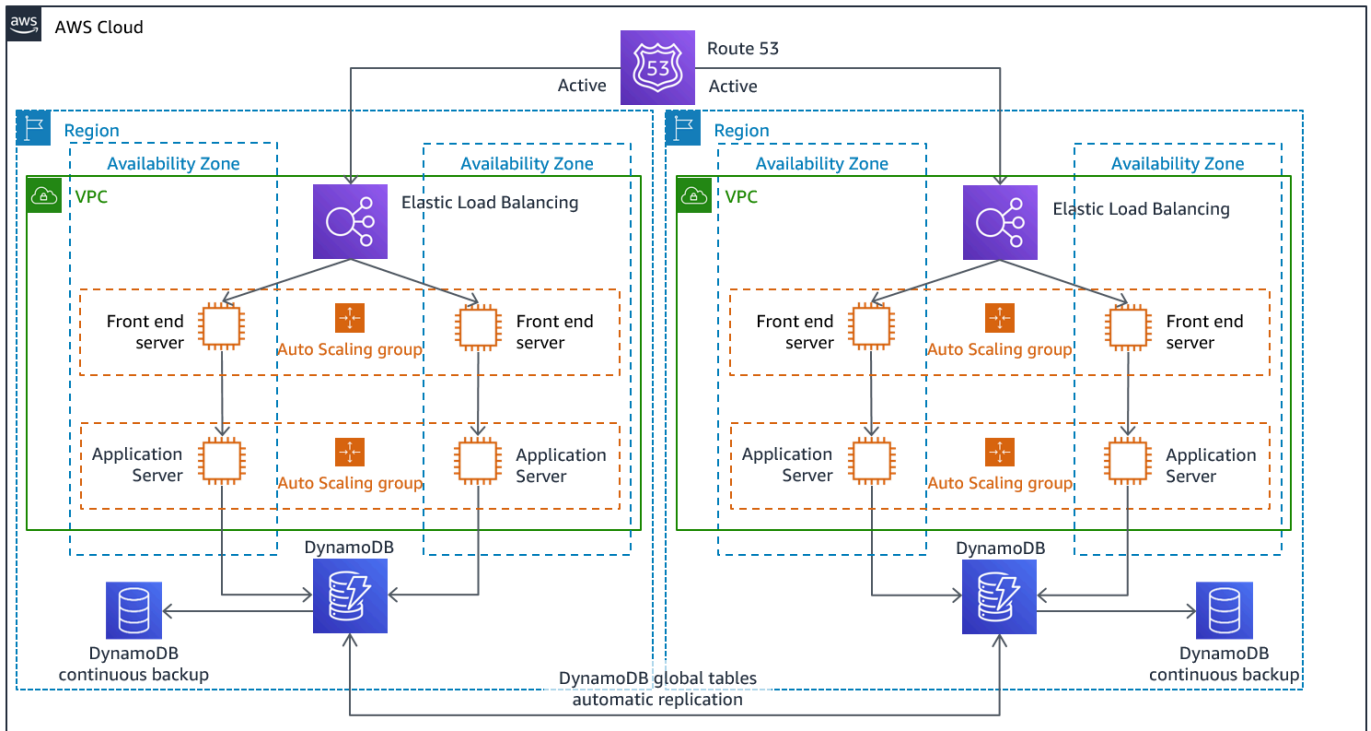 aws
AWS Cloud
Route 53
53
Active
Active
Region
Availability Zone
Availability Zone
VPC
Elastic Load Balancing
Front end
server
Auto Scaling group
Front end
server
Application
Server
Auto Scaling group
Application
Server
DynamoDB
DynamoDB
continuous backup
Region
Availability Zone
Availability Zone
VPC
Elastic Load Balancing
Front end
server
Auto Scaling group
Front end
server
Application
Server
Auto Scaling group
Application
Server
DynamoDB
DynamoDB
continuous backup
DynamoDB global tables
automatic replication